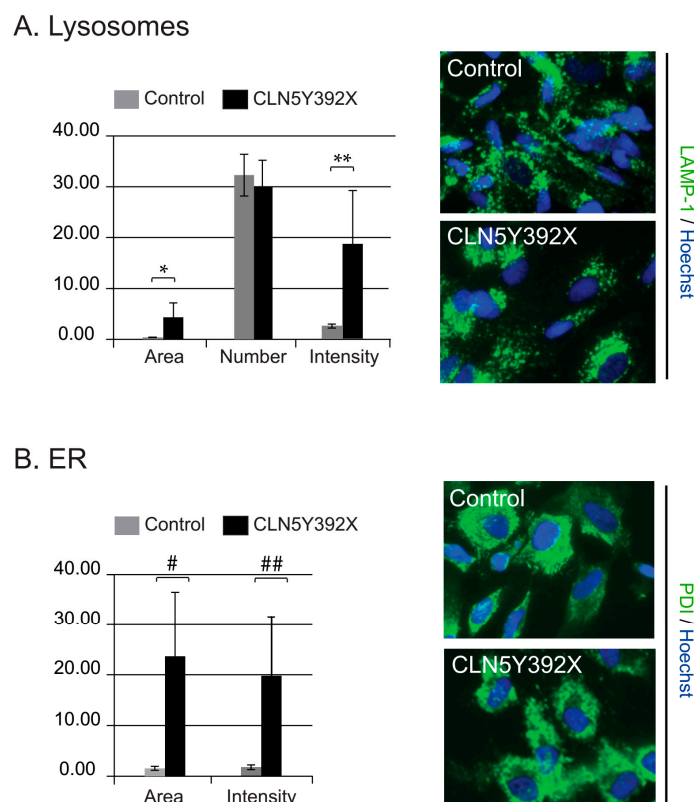 A. Lysosomes
Control CLN5Y392X
40.00
30.00
20.00
10.00
0.00
*
**
Area Number Intensity
Control
CLN5Y392X
LAMP-1 / Hoechst
B. ER
Control CLN5Y392X
40.00
30.00
20.00
10.00
0.00
#
##
Area Intensity
Control
CLN5Y392X
PDI / Hoechst